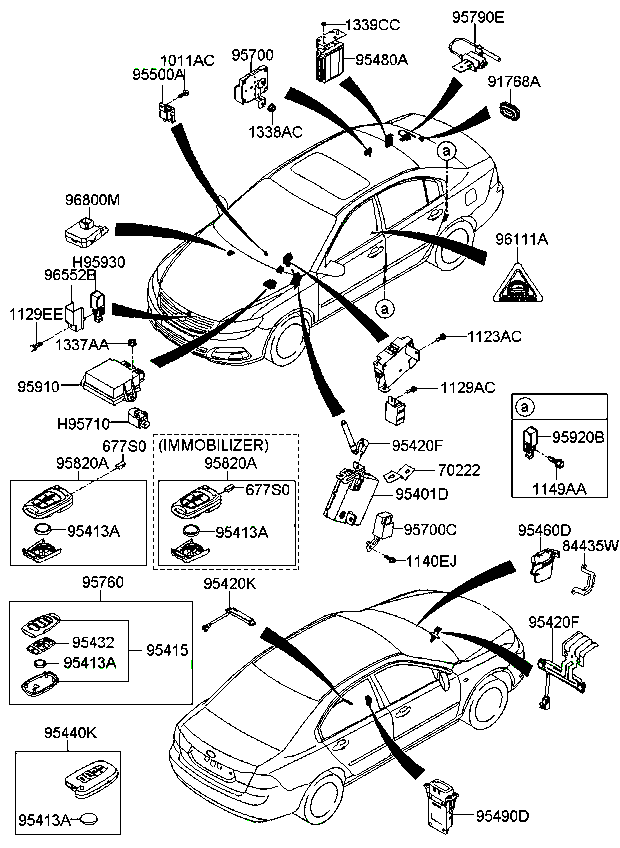 1339CC
95790E
1011AC
95700
95500A
95480A
91768A
1338AC
a
96800M
96111A
H95930
96552B
1129EE
a
1337AA
1123AC
95910
1129AC
H95710
a
95420F
95920B
677S0
(IMMOBILIZER)
95820A
95820A
70222
677S0
95401D
1149AA
95413A
95413A
95700C
95460D
84435W
1140EJ
95760
95420K
95420F
95432
95415
95413A
95440K
95413A
95490D